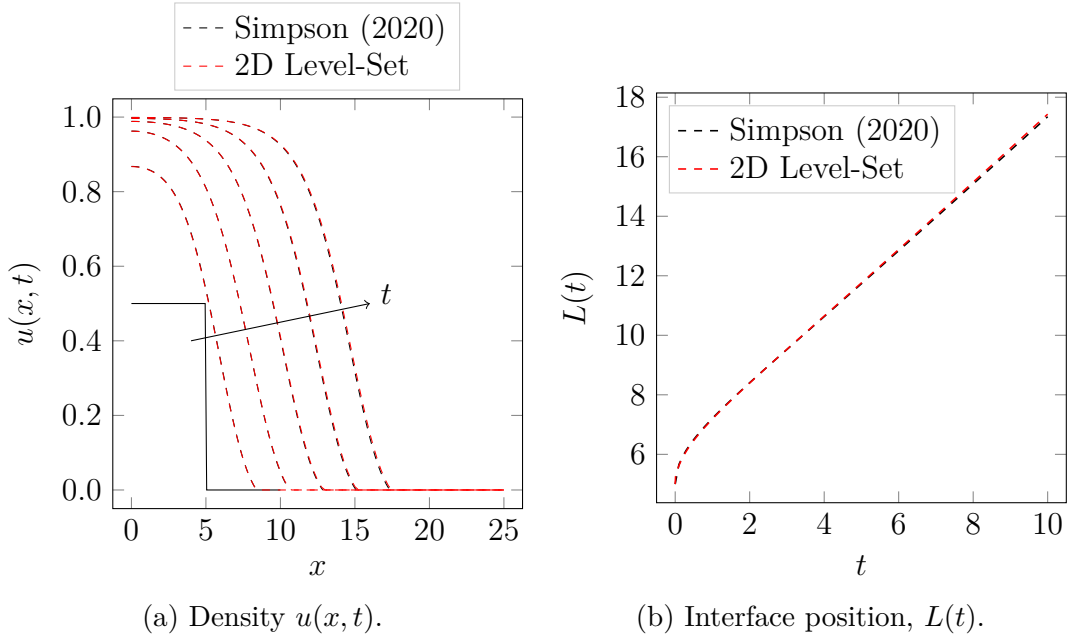 Simpson (2020)
2D Level-Set
1.0
0.8
0.6
0.4
0.2
0.0
u(x, t)
t
0 5 10 15 20 25
x
(a) Density u(x, t).
Simpson (2020)
2D Level-Set
18
16
14
12
10
8
6
L(t)
0 2 4 6 8 10
t
(b) Interface position, L(t).